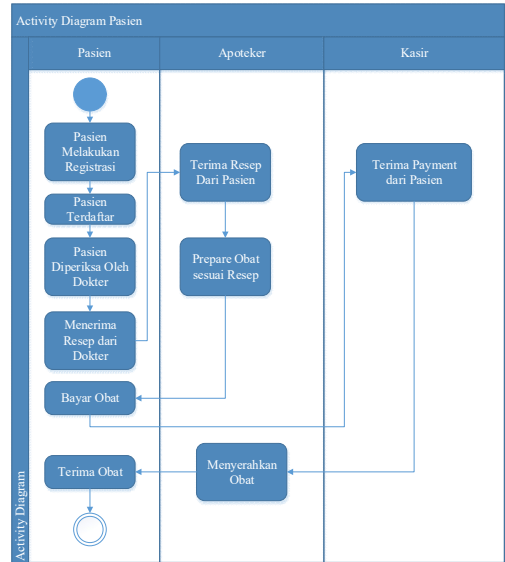 Activity Diagram Pasien
Pasien
Apoteker
Kasir
Pasien
Melakukan
Registrasi
Pasien
Terdaftar
Pasien
Diperiksa Oleh
Dokter
Menerima
Resep dari
Dokter
Bayar Obat
Terima Obat
Terima Resep
Dari Pasien
Prepare Obat
sesuai Resep
Menyerahkan
Obat
Terima Payment
dari Pasien
Activity Diagram